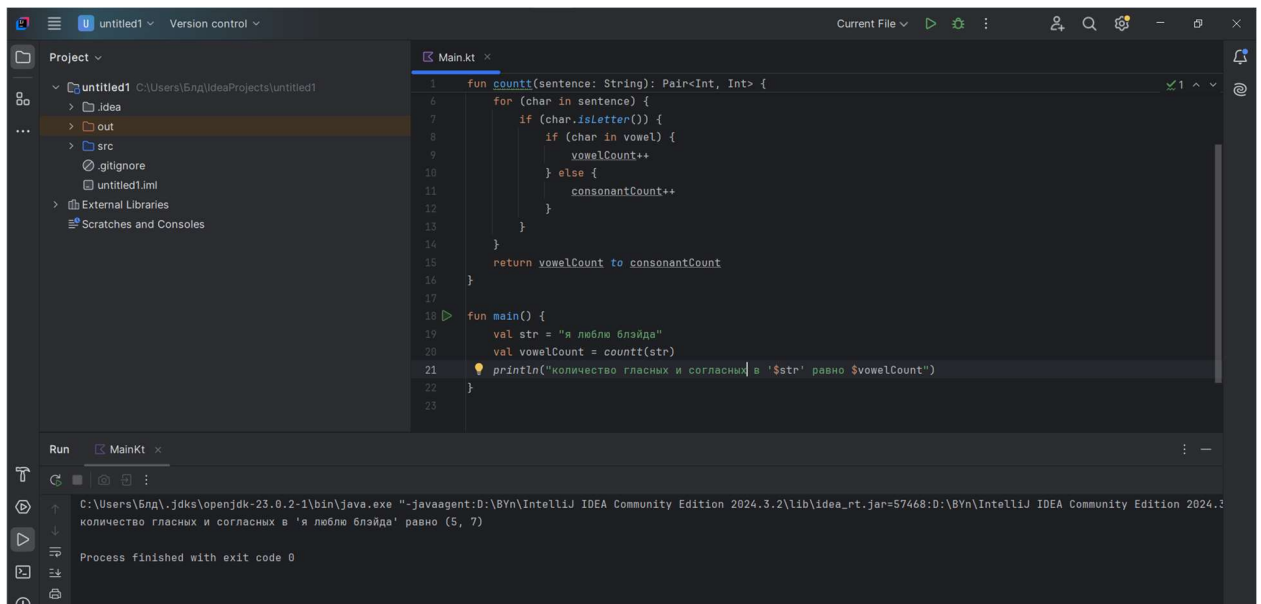 U untitled1 Version control Current File
Project
Main.kt
untitled1 C:\Users\Блд\IdeaProjects\untitled1
.idea
out
src
.gitignore
untitled1.iml
External Libraries
Scratches and Consoles
1 fun countt(sentence: String): Pair<Int, Int> {
1
6 for (char in sentence) {
7 if (char.isLetter()) {
8 if (char in vowel) {
9 vowelCount++
10 } else {
11 consonantCount++
12 }
13 }
14 }
15 return vowelCount to consonantCount
16 }
17
18 fun main() {
19 val str = "я люблю блэйда"
20 val vowelCount = countt(str)
21 println("количество гласных и согласных в '$str' равно $vowelCount")
22 }
23
Run MainKt
C:\Users\Блд\.jdks\openjdk-23.0.2-1\bin\java.exe "-javaagent:D:\BYn\IntelliJ IDEA Community Edition 2024.3.2\lib\idea_rt.jar=57468:D:\BYn\IntelliJ IDEA Community Edition 2024.3
количество гласных и согласных в 'я люблю блэйда' равно (5, 7)
Process finished with exit code 0